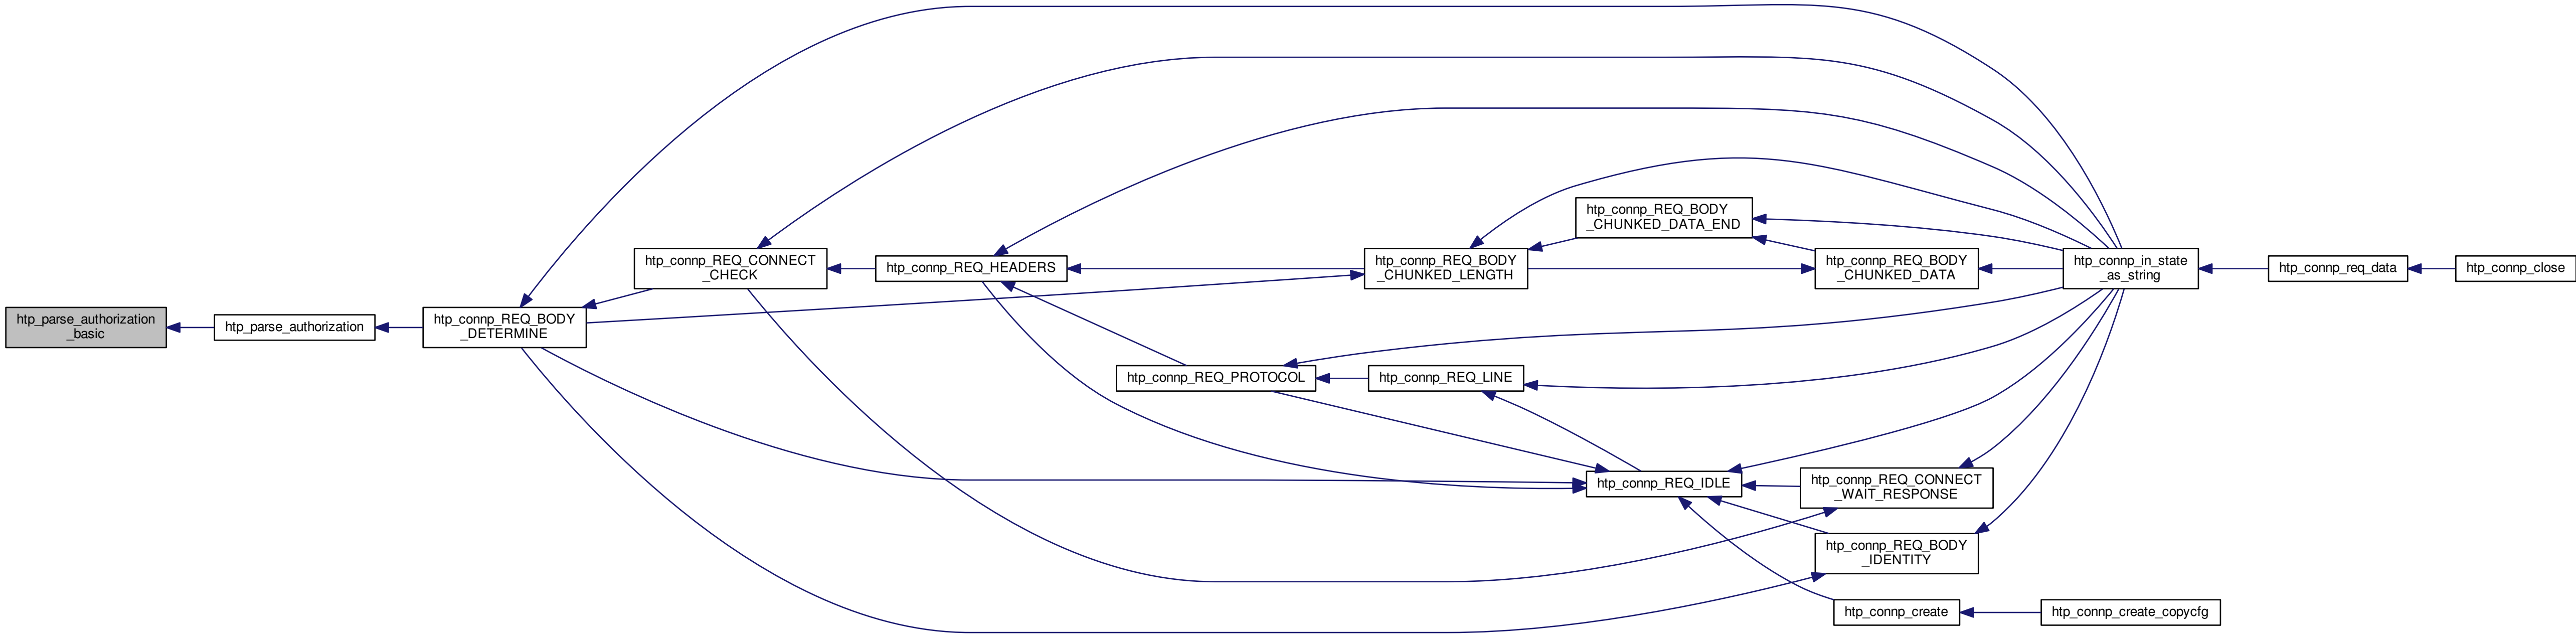 htp_parse_authorization
_basic
htp_parse_authorization
htp_connp_REQ_BODY
_DETERMINE
htp_connp_REQ_CONNECT
_CHECK
htp_connp_REQ_HEADERS
htp_connp_REQ_PROTOCOL
htp_connp_REQ_BODY
_CHUNKED_LENGTH
htp_connp_REQ_LINE
htp_connp_REQ_BODY
_CHUNKED_DATA_END
htp_connp_REQ_IDLE
htp_connp_REQ_BODY
_CHUNKED_DATA
htp_connp_REQ_CONNECT
_WAIT_RESPONSE
htp_connp_REQ_BODY
_IDENTITY
htp_connp_create
htp_connp_in_state
_as_string
htp_connp_create_copycfg
htp_connp_req_data
htp_connp_close